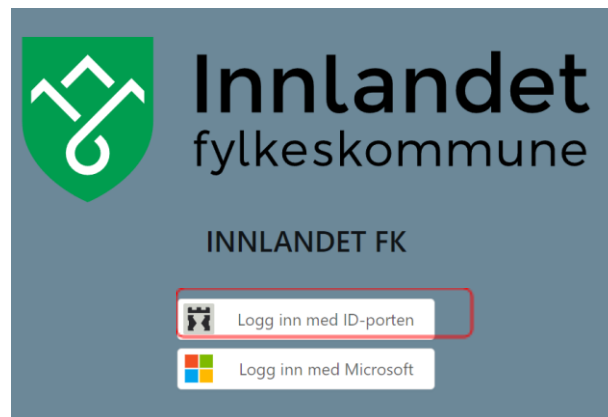 Innlandet
fylkeskommune
INNLANDET FK
Logg inn med ID-porten
Logg inn med Microsoft